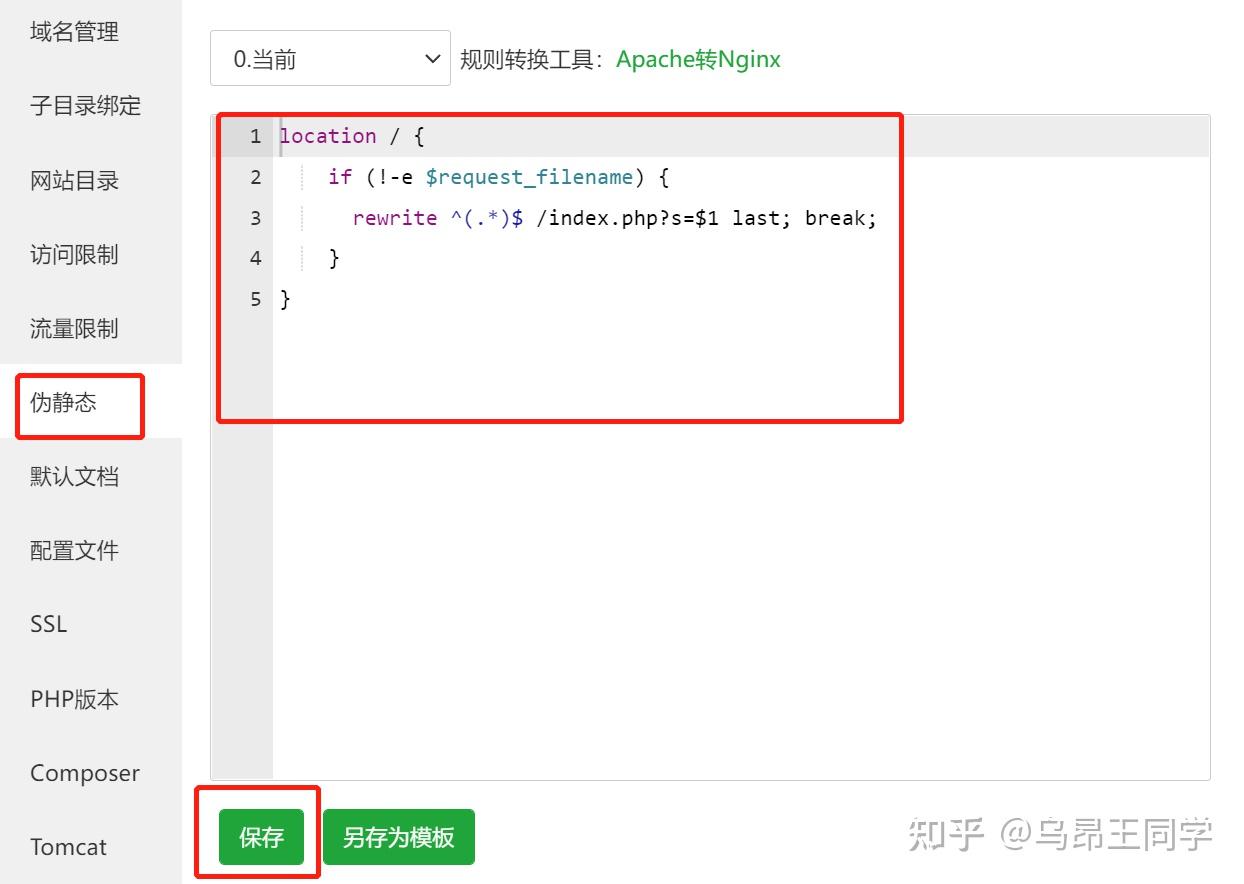 域名管理
子目录绑定
网站目录
访问限制
流量限制
伪静态
默认文档
配置文件
SSL
PHP版本
Composer
Tomcat
0.当前
规则转换工具：Apache转Nginx
1 location / {
2 if (!-e $request_filename) {
3 rewrite ^(.*)$ /index.php?s=$1 last; break;
4 }
5 }
保存
另存为模板
知乎 @乌昂王同学